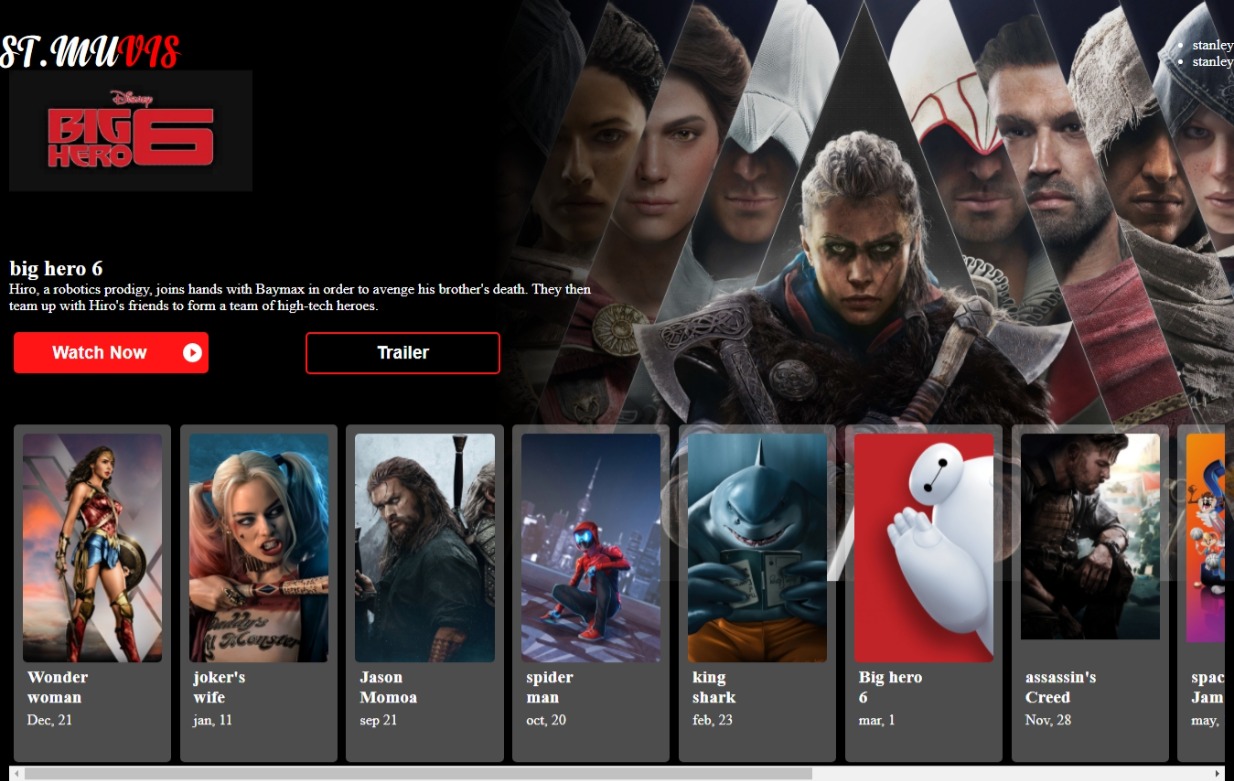 ST.MUVIS
stanley
stanley
Disney
BIG
HERO 6
big hero 6
Hiro, a robotics prodigy, joins hands with Baymax in order to avenge his brother's death. They then
team up with Hiro's friends to form a team of high-tech heroes.
Watch Now
Trailer
Wonder
woman
Dec, 21
joker's
wife
jan, 11
Jason
Momoa
sep 21
spider
man
oct, 20
king
shark
feb, 23
Big hero
6
mar, 1
assassin's
Creed
Nov, 28
spac
Jam
may,